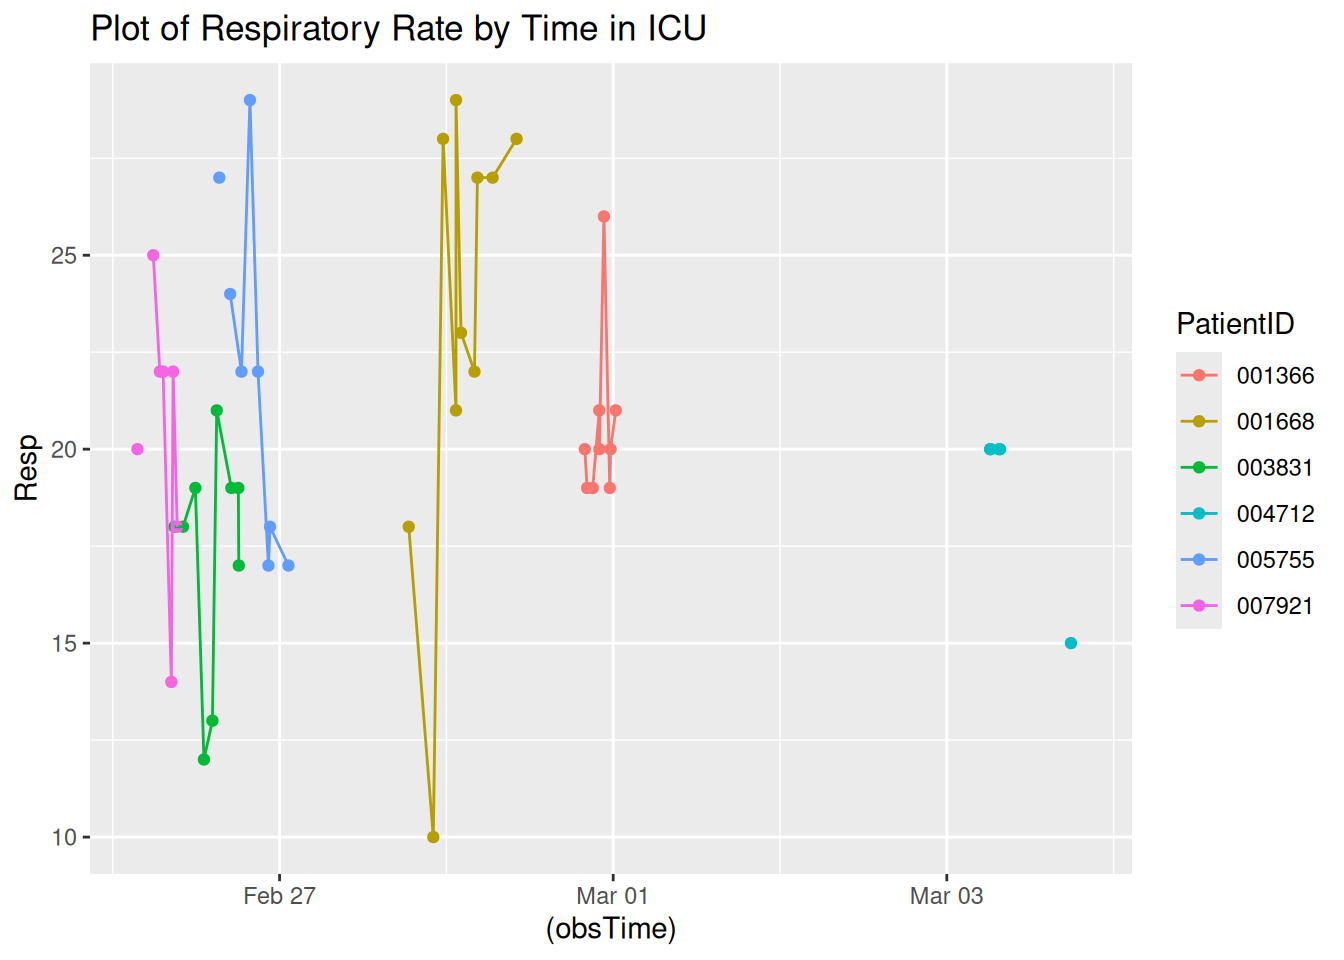 Plot of Respiratory Rate by Time in ICU
Resp
25
20
15
10
Feb 27
Mar 01
Mar 03
(obsTime)
PatientID
001366
001668
003831
004712
005755
007921